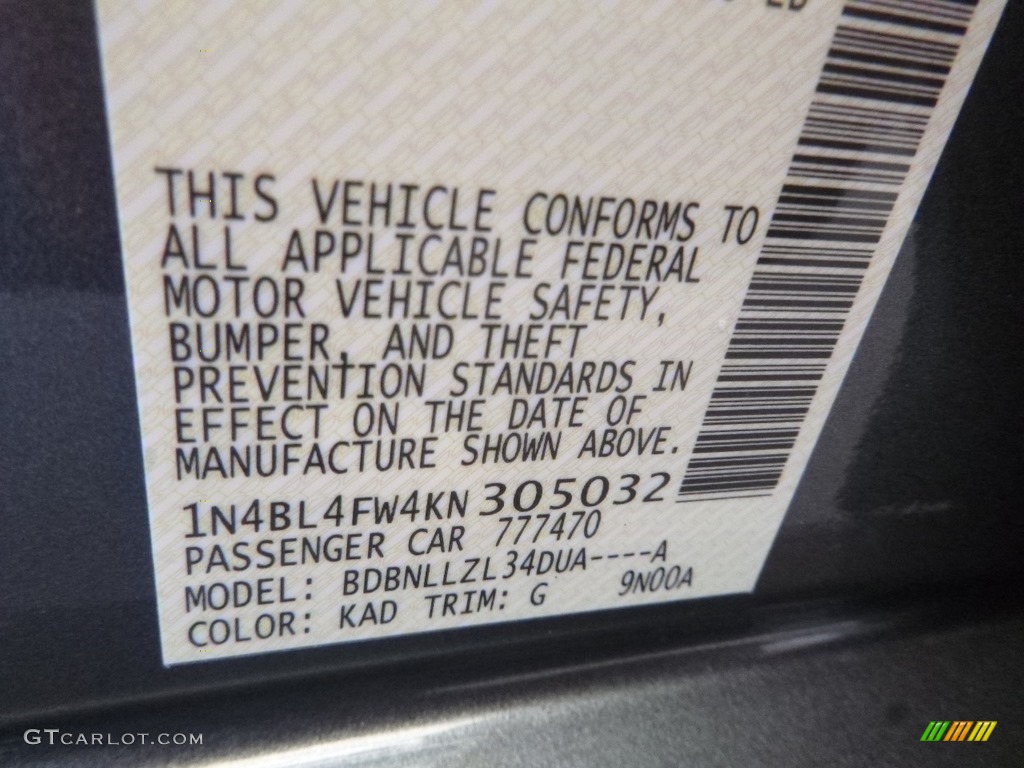 THIS VEHICLE CONFORMS TO
ALL APPLICABLE FEDERAL
MOTOR VEHICLE SAFETY,
BUMPER, AND THEFT
PREVENTION STANDARDS IN
EFFECT ON THE DATE OF
MANUFACTURE SHOWN ABOVE.
1N4BL4FW4KN305032
PASSENGER CAR 777470
MODEL: BDBNLLZL34DUA----A
COLOR: KAD TRIM: G 9N00A
GTCARLOT.COM